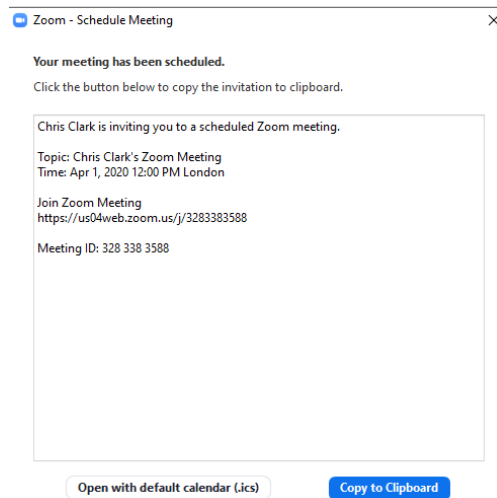 Zoom - Schedule Meeting
Your meeting has been scheduled.
Click the button below to copy the invitation to clipboard.
Chris Clark is inviting you to a scheduled Zoom meeting.
Topic: Chris Clark's Zoom Meeting
Time: Apr 1, 2020 12:00 PM London
Join Zoom Meeting
https://us04web.zoom.us/j/3283383588
Meeting ID: 328 338 3588
Open with default calendar (.ics)
Copy to Clipboard